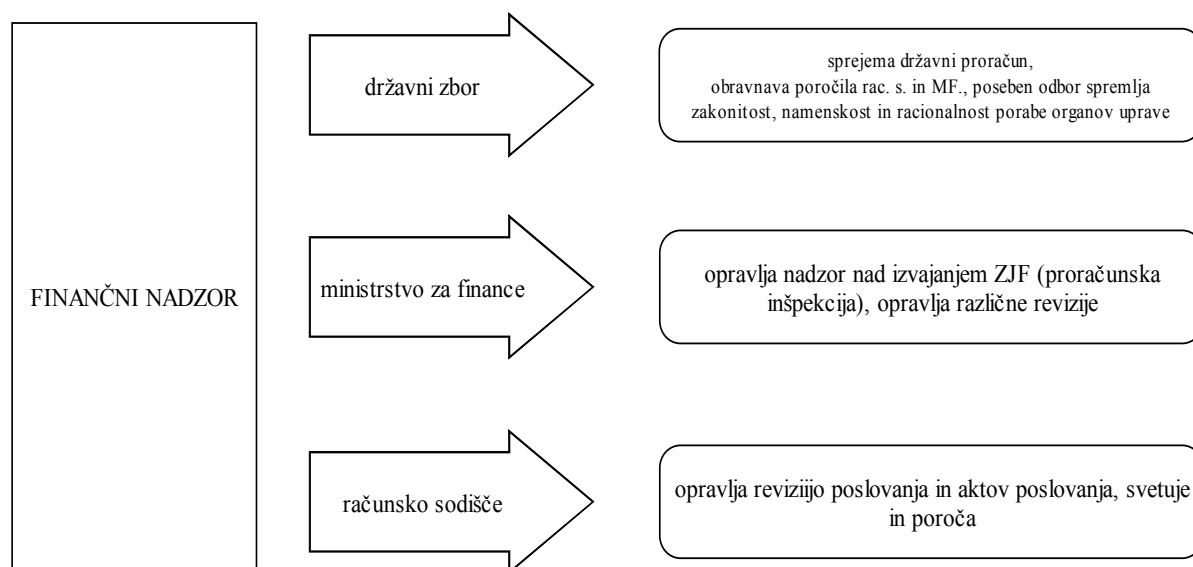 FINANČNI NADZOR
državni zbor
sprejema državni proračun,
obravnava poročila rac. s. in MF., poseben odbor spremlja
zakonitost, namenskost in racionalnost porabe organov uprave
ministrstvo za finance
opravlja nadzor nad izvajanjem ZJF (proračunska
inšpekcija), opravlja različne revizije
računsko sodišče
opravlja reviziijo poslovanja in aktov poslovanja, svetuje
in poroča